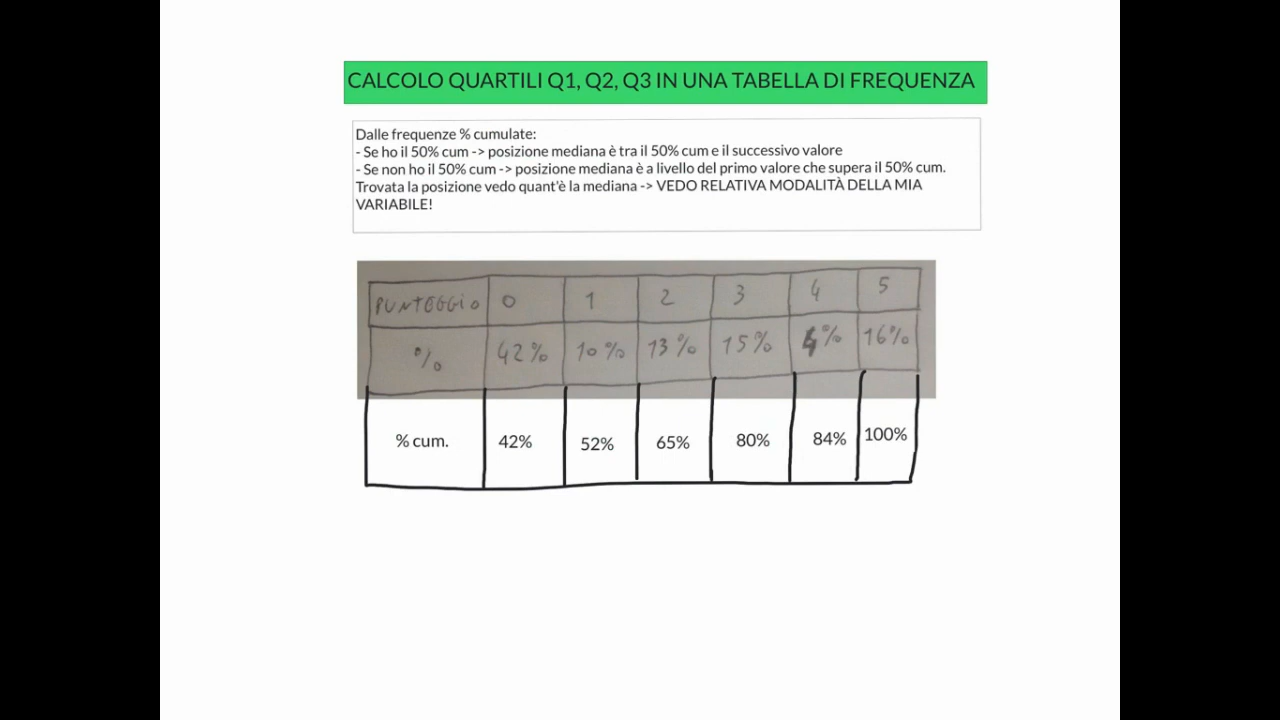 CALCOLO QUARTILI Q1, Q2, Q3 IN UNA TABELLA DI FREQUENZA
Dalle frequenze % cumulate:
- Se ho il 50% cum -> posizione mediana è tra il 50% cum e il successivo valore
- Se non ho il 50% cum -> posizione mediana è a livello del primo valore che supera il 50% cum.
Trovata la posizione vedo quant'è la mediana -> VEDO RELATIVA MODALITÀ DELLA MIA
VARIABILE!
PUNTEGGIO 0 1 2 3 4 5
% 42% 10% 13% 15% 4% 16%
% cum. 42% 52% 65% 80% 84% 100%